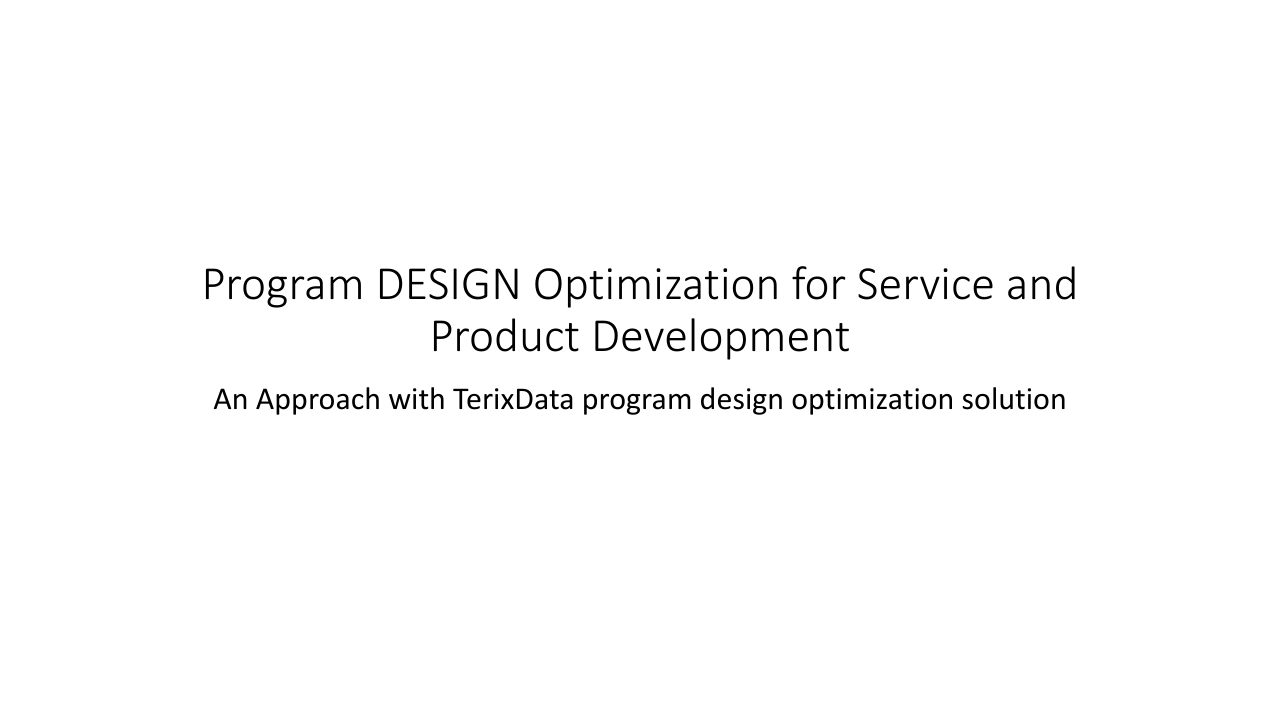 Program DESIGN Optimization for Service and
Product Development
An Approach with TerixData program design optimization solution